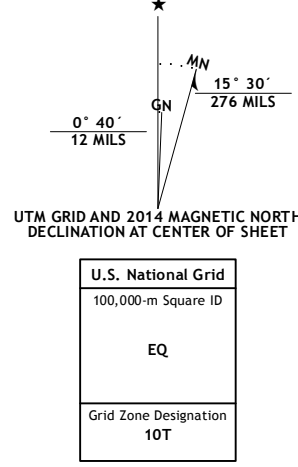 ★
MN
GN
15° 30´
276 MILS
0° 40´
12 MILS
UTM GRID AND 2014 MAGNETIC NORTH
DECLINATION AT CENTER OF SHEET
U.S. National Grid
100,000-m Square ID
EQ
Grid Zone Designation
10T